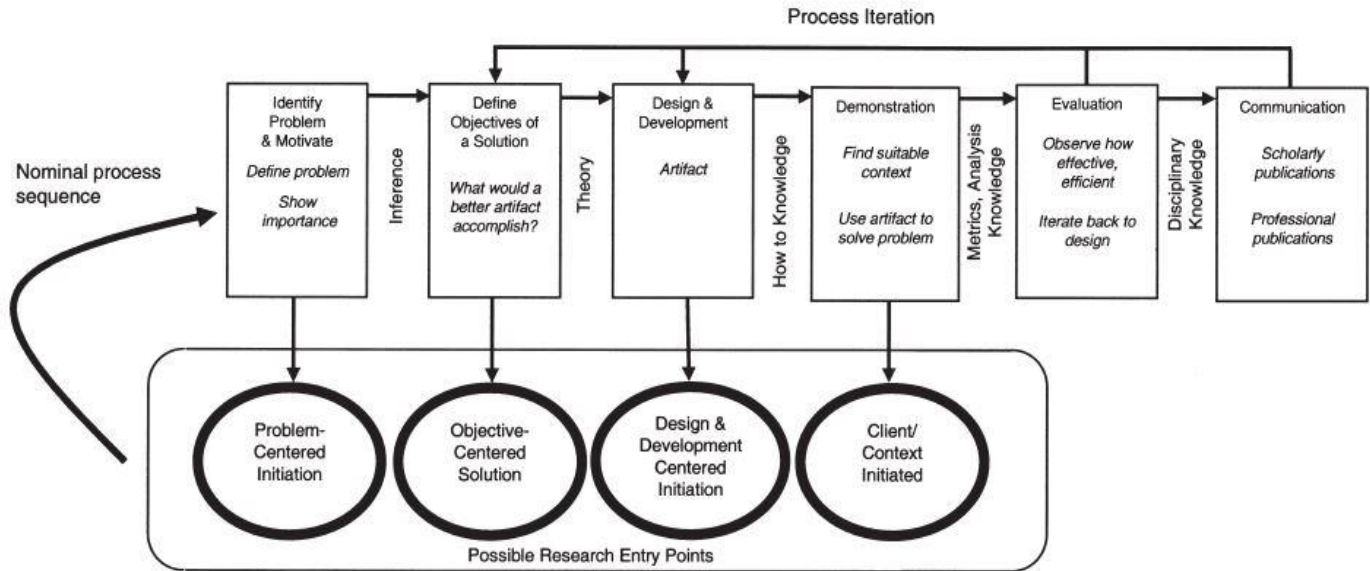 Process Iteration
Nominal process
sequence
Identify
Problem
& Motivate
Define problem
Show
importance
Inference
Define
Objectives of
a Solution
What would a
better artifact
accomplish?
Theory
Design &
Development
Artifact
How to Knowledge
Demonstration
Find suitable
context
Use artifact to
solve problem
Metrics, Analysis
Knowledge
Evaluation
Observe how
effective,
efficient
Iterate back to
design
Disciplinary
Knowledge
Communication
Scholarly
publications
Professional
publications
Problem-
Centered
Initiation
Objective-
Centered
Solution
Design &
Development
Centered
Initiation
Client/
Context
Initiated
Possible Research Entry Points